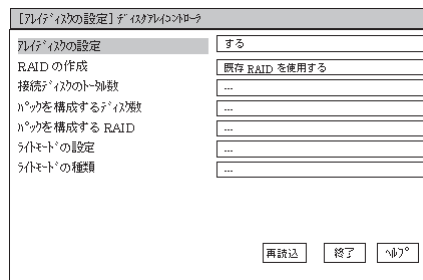 [ｱﾚｲﾃﾞｨｽｸの設定] ﾃﾞｨｽｸｱﾚｲｺﾝﾄﾛｰﾗ
ｱﾚｲﾃﾞｨｽｸの設定 する
RAID の作成 既存 RAID を使用する
接続ﾃﾞｨｽｸのﾄｰﾀﾙ数 ---
ﾊﾟｯｸを構成するﾃﾞｨｽｸ数 ---
ﾊﾟｯｸを構成する RAID ---
ﾗｲﾄﾓｰﾄﾞの設定 ---
ﾗｲﾄﾓｰﾄﾞの種類 ---
再読込 終了 ﾍﾙﾌﾟ